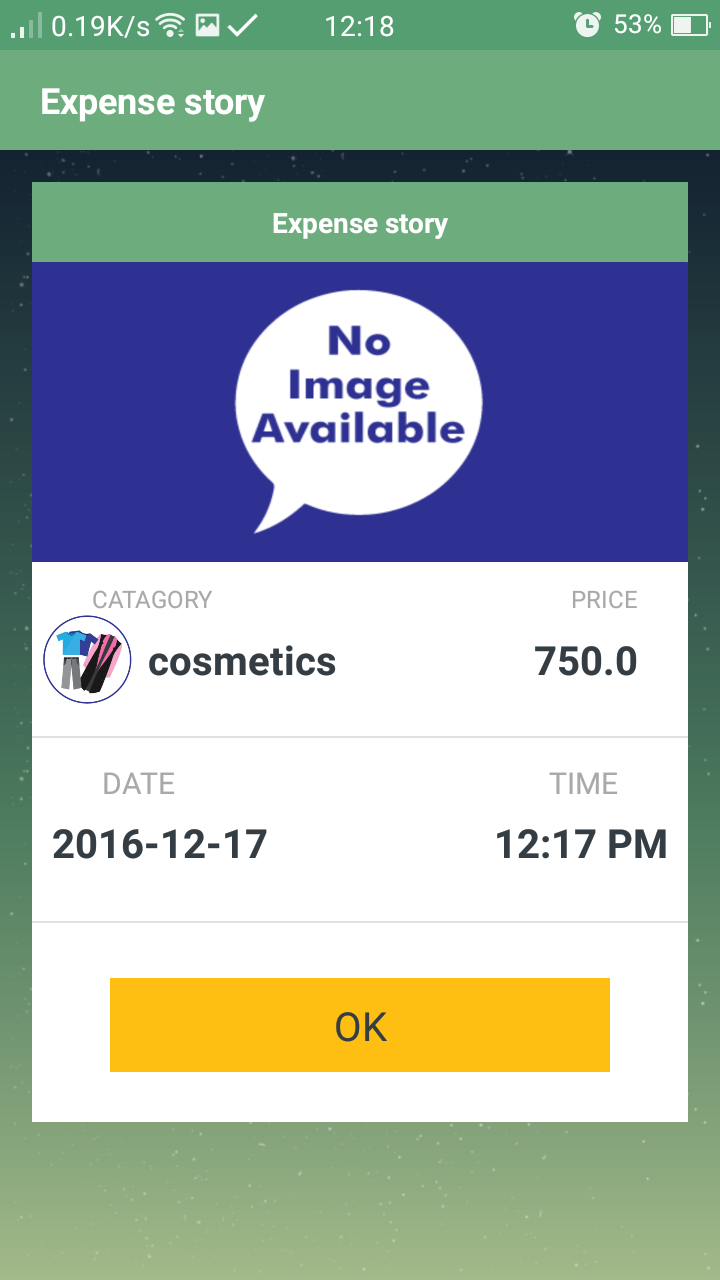 0.19K/s 12:18 53%
Expense story
Expense story
No
Image
Available
CATAGORY PRICE
cosmetics 750.0
DATE TIME
2016-12-17 12:17 PM
OK